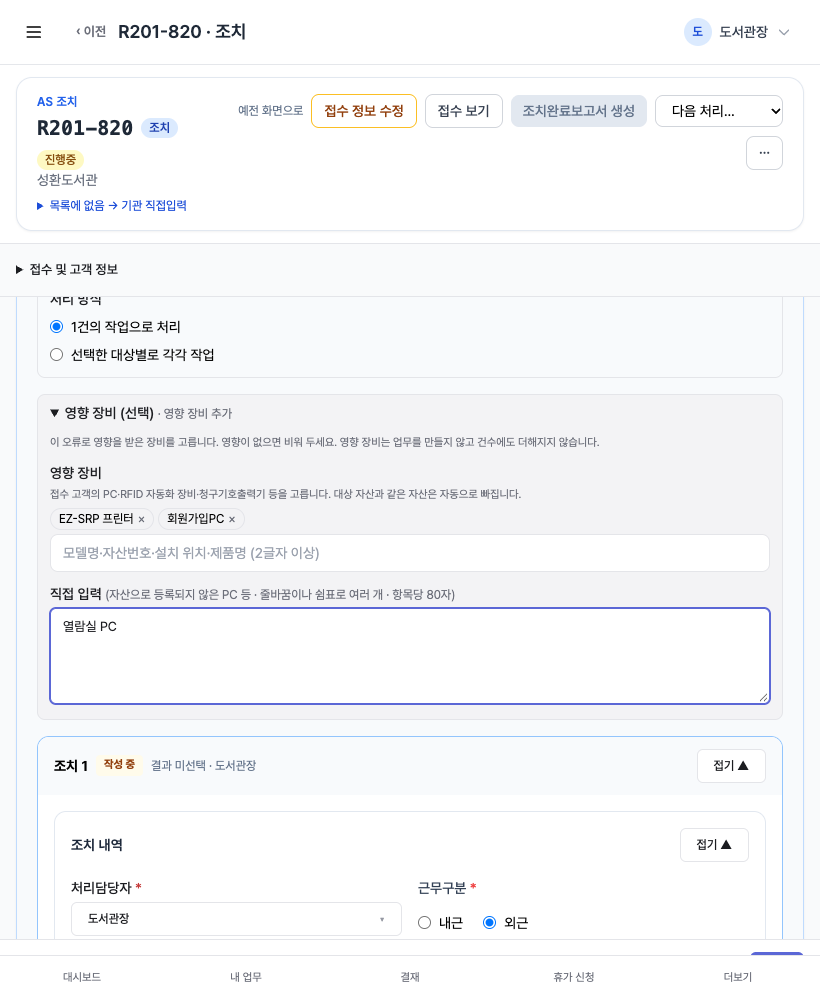 ‹ 이전 R201-820 · 조치
도 도서관장
AS 조치
R201-820 조치
예전 화면으로 접수 정보 수정 접수 보기 조치완료보고서 생성 다음 처리...
...
진행중
성환도서관
▶ 목록에 없음 → 기관 직접입력
▶ 접수 및 고객 정보
처리 방식
1건의 작업으로 처리
선택한 대상별로 각각 작업
▼ 영향 장비 (선택) · 영향 장비 추가
이 오류로 영향을 받은 장비를 고릅니다. 영향이 없으면 비워 두세요. 영향 장비는 업무를 만들지 않고 건수에도 더해지지 않습니다.
영향 장비
접수 고객의 PC·RFID 자동화 장비·청구기호출력기 등을 고릅니다. 대상 자산과 같은 자산은 자동으로 빠집니다.
EZ-SRP 프린터 × 회원가입PC ×
모델명·자산번호·설치 위치·제품명 (2글자 이상)
직접 입력 (자산으로 등록되지 않은 PC 등 · 줄바꿈이나 쉼표로 여러 개 · 항목당 80자)
열람실 PC
조치 1 작성 중 결과 미선택 · 도서관장 접기 ▲
조치 내역 접기 ▲
처리담당자 * 근무구분 *
도서관장 ▾ 내근 외근
대시보드 내 업무 결재 휴가 신청 더보기